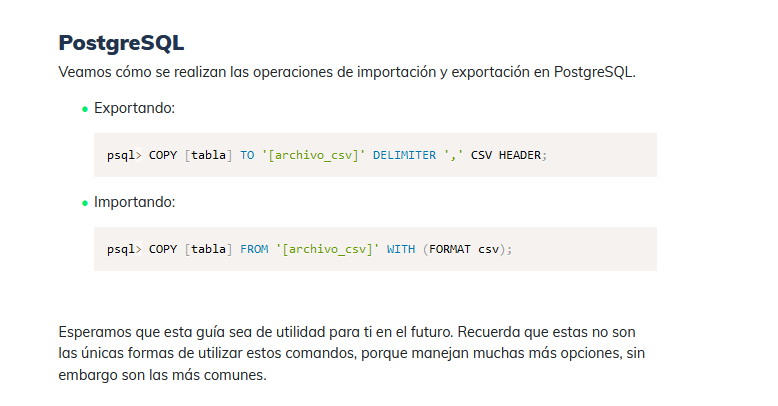 PostgreSQL
Veamos cómo se realizan las operaciones de importación y exportación en PostgreSQL.
Exportando:
psql> COPY [tabla] TO '[archivo_csv]' DELIMITER ',' CSV HEADER;
Importando:
psql> COPY [tabla] FROM '[archivo_csv]' WITH (FORMAT csv);
Esperamos que esta guía sea de utilidad para ti en el futuro. Recuerda que estas no son
las únicas formas de utilizar estos comandos, porque manejan muchas más opciones, sin
embargo son las más comunes.